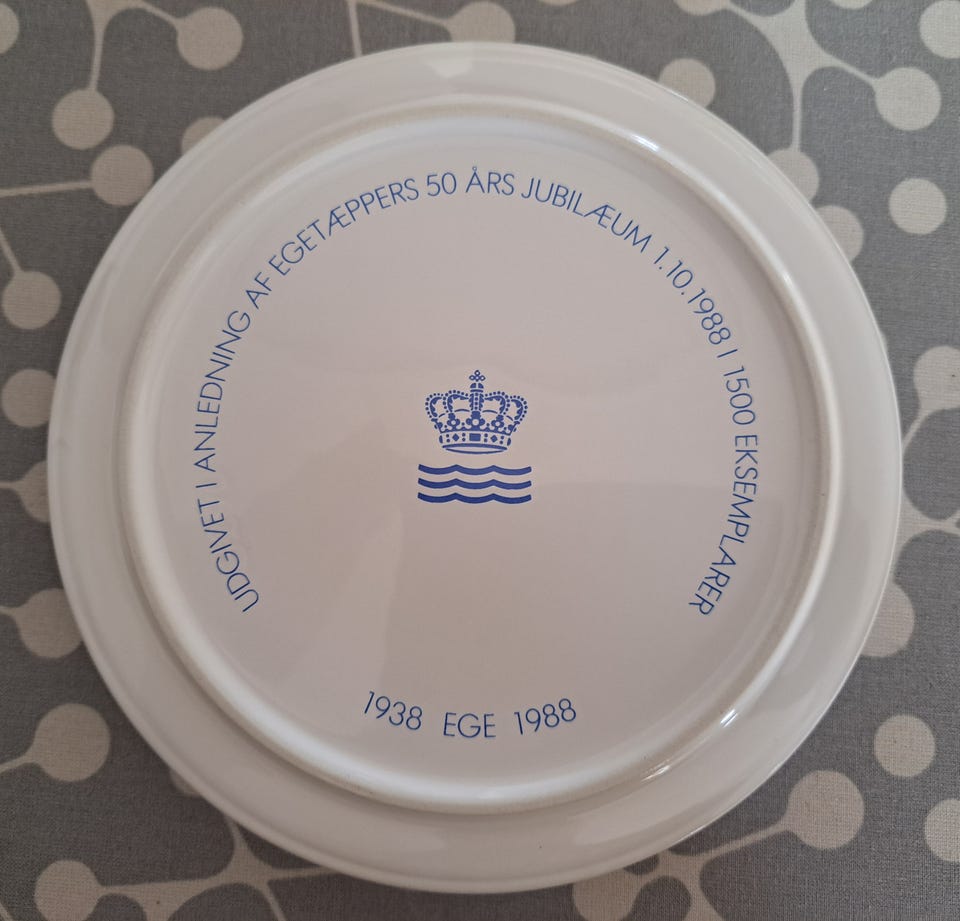 UDGIVET I ANLEDNING AF EGETÆPPERS 50 ÅRS JUBILÆUM 1.10.1988 I 1500 EKSEMPLARER
1938 EGE 1988